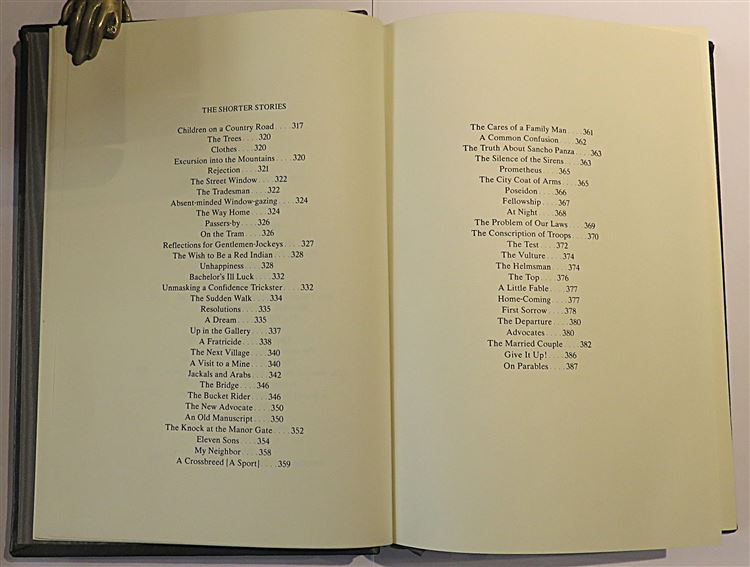 THE SHORTER STORIES
Children on a Country Road....317
The Trees....320
Clothes....320
Excursion into the Mountains....320
Rejection....321
The Street Window....322
The Tradesman....322
Absent-minded Window-gazing....324
The Way Home....324
Passers-by....326
On the Tram....326
Reflections for Gentlemen-Jockeys....327
The Wish to Be a Red Indian....328
Unhappiness....328
Bachelor's Ill Luck....332
Unmasking a Confidence Trickster....332
The Sudden Walk....334
Resolutions....335
A Dream....335
Up in the Gallery....337
A Fratricide....338
The Next Village....340
A Visit to a Mine....340
Jackals and Arabs....342
The Bridge....346
The Bucket Rider....346
The New Advocate....350
An Old Manuscript....350
The Knock at the Manor Gate....352
Eleven Sons....354
My Neighbor....358
A Crossbreed [A Sport]....359
The Cares of a Family Man....361
A Common Confusion....362
The Truth About Sancho Panza....363
The Silence of the Sirens....363
Prometheus....365
The City Coat of Arms....365
Poseidon....366
Fellowship....367
At Night....368
The Problem of Our Laws....369
The Conscription of Troops....370
The Test....372
The Vulture....374
The Helmsman....374
The Top....376
A Little Fable....377
Home-Coming....377
First Sorrow....378
The Departure....380
Advocates....380
The Married Couple....382
Give It Up!....386
On Parables....387